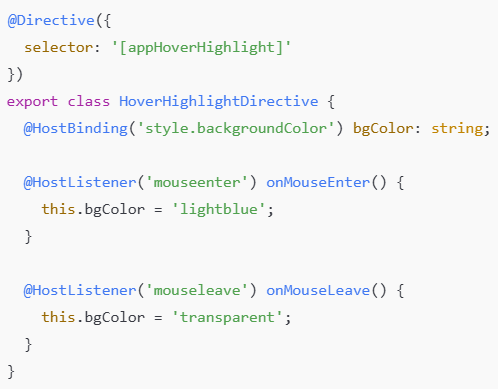 @Directive({
  selector: '[appHoverHighlight]'
})
export class HoverHighlightDirective {
  @HostBinding('style.backgroundColor') bgColor: string;

  @HostListener('mouseenter') onMouseEnter() {
    this.bgColor = 'lightblue';
  }

  @HostListener('mouseleave') onMouseLeave() {
    this.bgColor = 'transparent';
  }
}